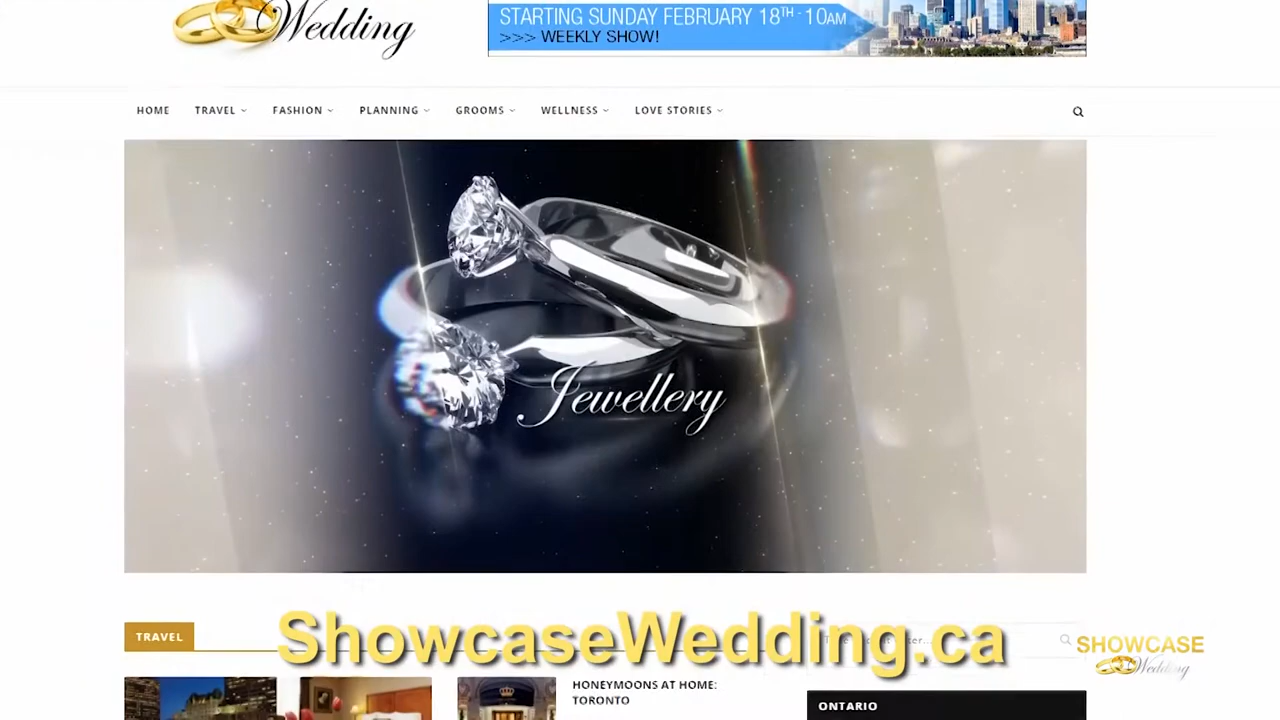 Wedding
STARTING SUNDAY FEBRUARY 18TH - 10AM
>>> WEEKLY SHOW!
HOME TRAVEL FASHION PLANNING GROOMS WELLNESS LOVE STORIES
Jewellery
TRAVEL
ShowcaseWedding.ca
SHOWCASE
Wedding
HONEYMOONS AT HOME:
TORONTO
ONTARIO